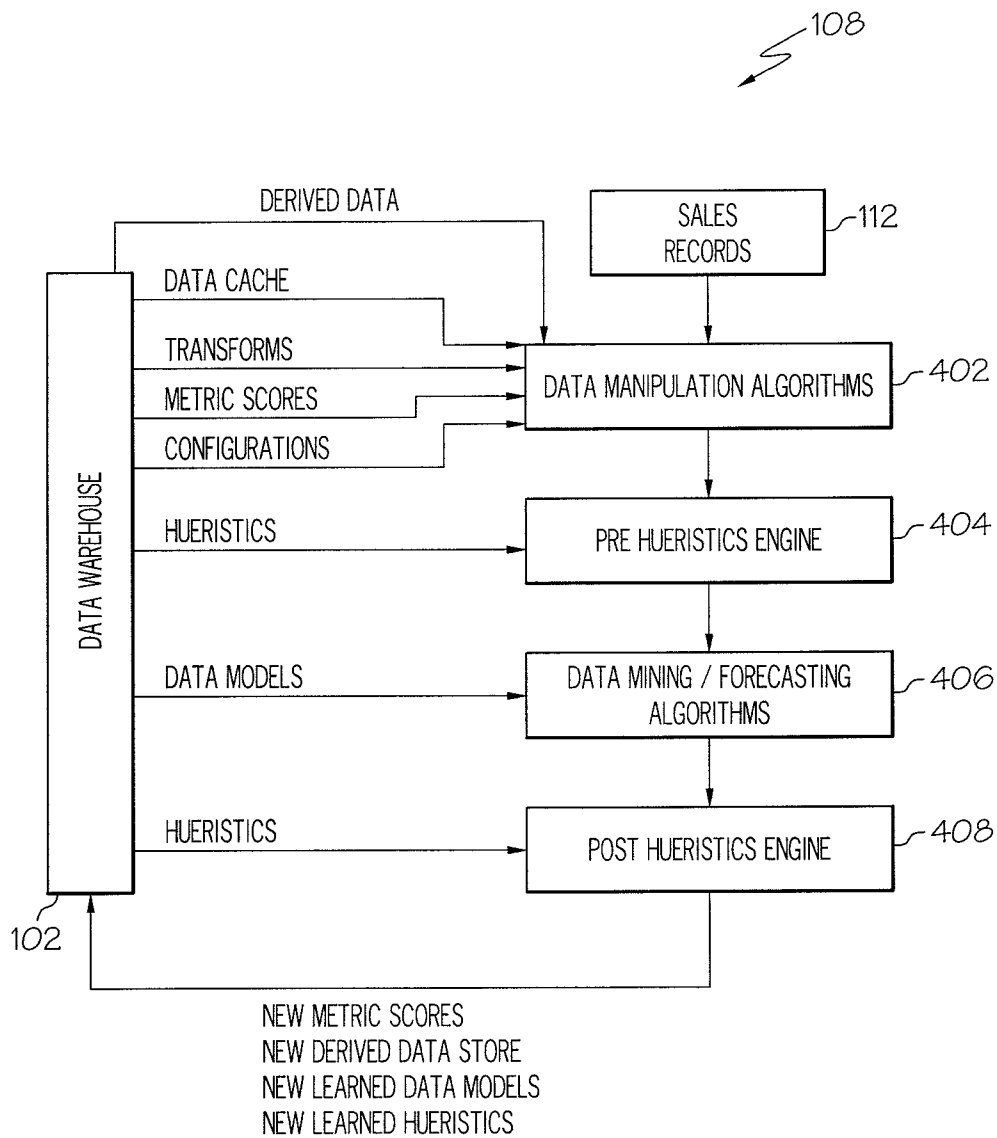 108
DERIVED DATA
SALES
RECORDS
112
DATA CACHE
TRANSFORMS
METRIC SCORES
CONFIGURATIONS
DATA MANIPULATION ALGORITHMS
402
DATA WAREHOUSE
HUERISTICS
PRE HUERISTICS ENGINE
404
DATA MODELS
DATA MINING / FORECASTING
ALGORITHMS
406
HUERISTICS
POST HUERISTICS ENGINE
408
102
NEW METRIC SCORES
NEW DERIVED DATA STORE
NEW LEARNED DATA MODELS
NEW LEARNED HUERISTICS